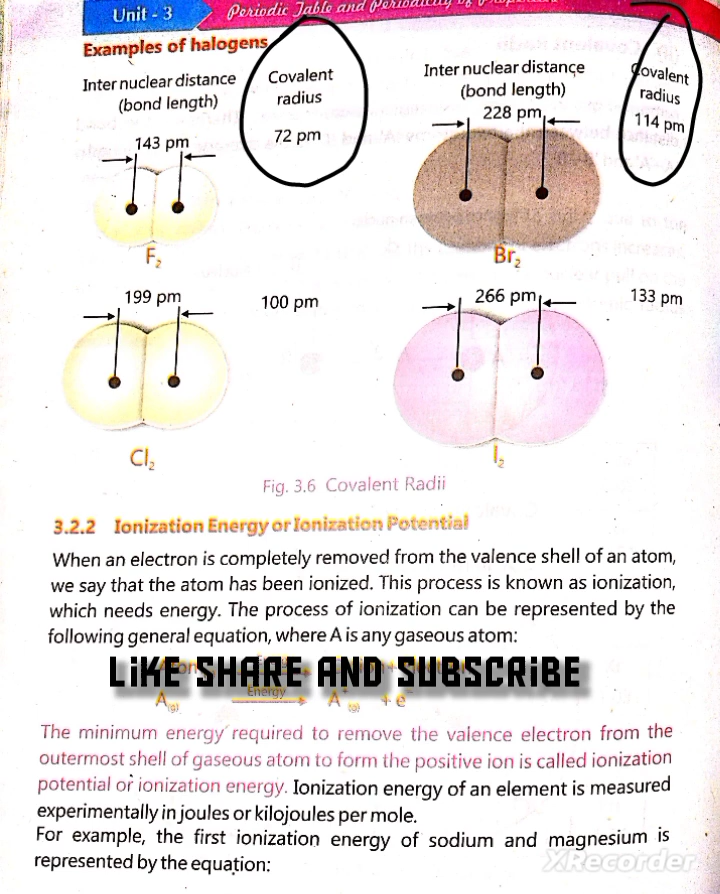 Unit - 3
Periodic Table and Periodicity of Properties
Examples of halogens
Inter nuclear distance
(bond length)
Covalent
radius
143 pm
72 pm
F2
Inter nuclear distance
(bond length)
Covalent
radius
228 pm
114 pm
Br2
199 pm
100 pm
Cl2
266 pm
133 pm
I2
Fig. 3.6 Covalent Radii
3.2.2 Ionization Energy or Ionization Potential
When an electron is completely removed from the valence shell of an atom,
we say that the atom has been ionized. This process is known as ionization,
which needs energy. The process of ionization can be represented by the
following general equation, where A is any gaseous atom:
LIKE SHARE AND SUBSCRIBE
A(g) Energy A+(g) + e-
The minimum energy required to remove the valence electron from the
outermost shell of gaseous atom to form the positive ion is called ionization
potential or ionization energy. Ionization energy of an element is measured
experimentally in joules or kilojoules per mole.
For example, the first ionization energy of sodium and magnesium is
represented by the equation:
XRecorder